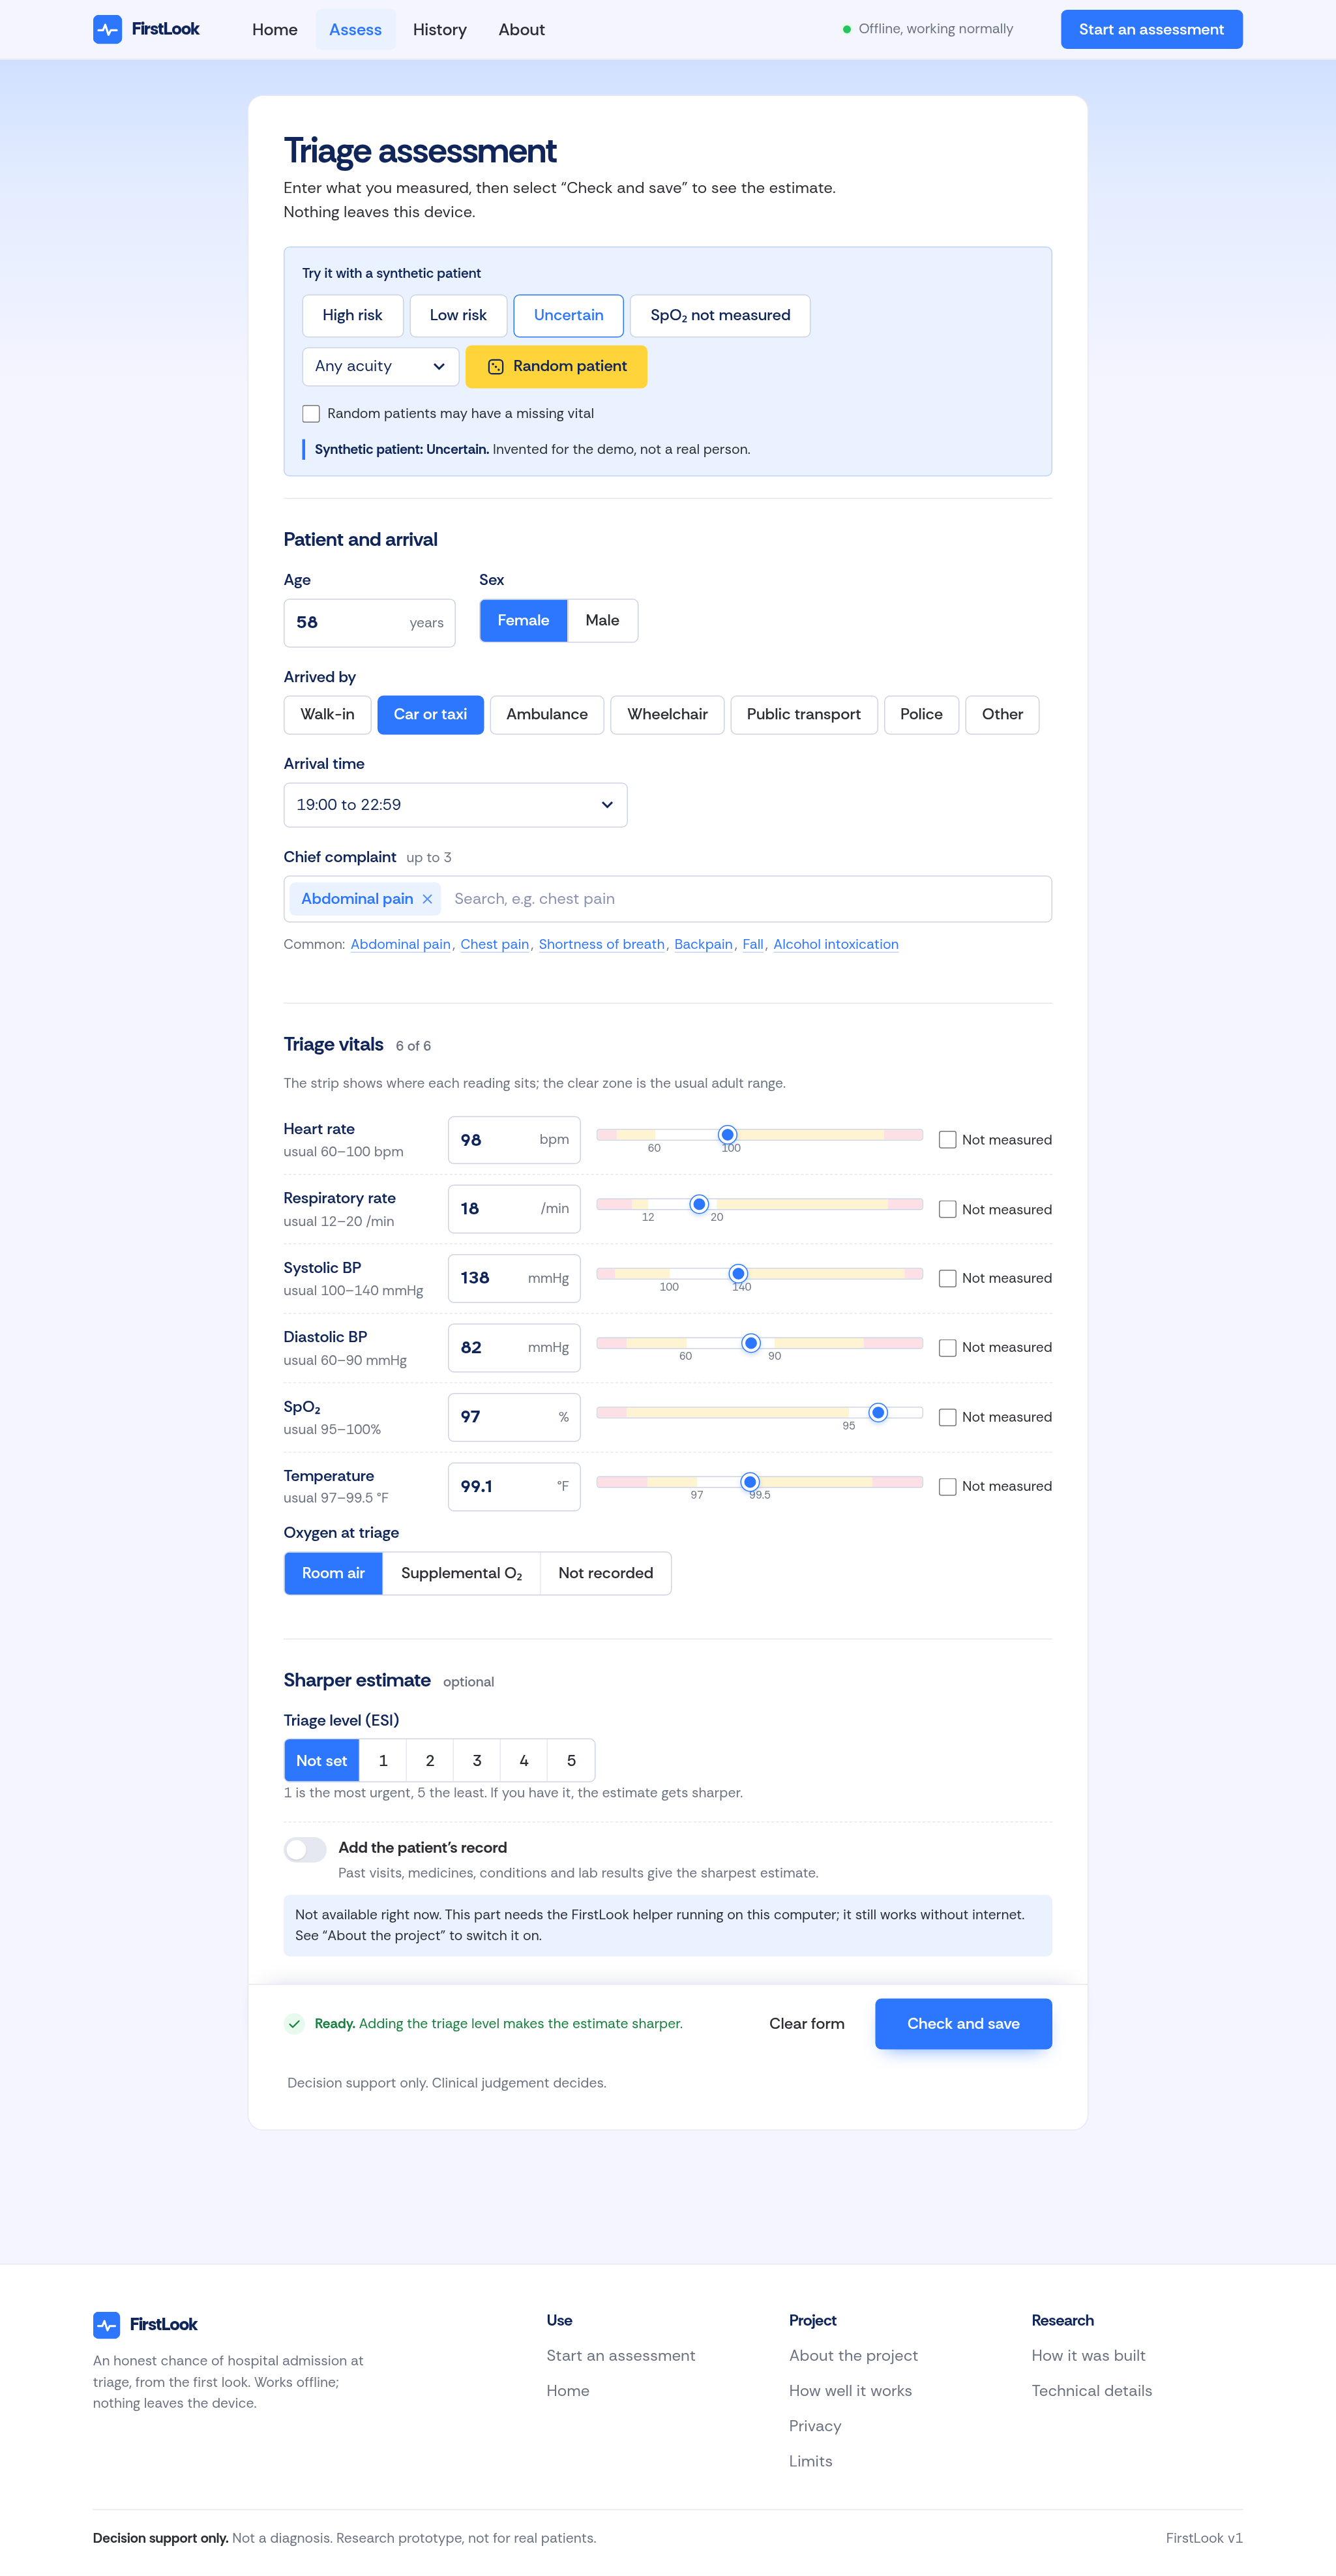 FirstLook
Home
Assess
History
About
Offline, working normally
Start an assessment
Triage assessment
Enter what you measured, then select “Check and save” to see the estimate.
Nothing leaves this device.
Try it with a synthetic patient
High risk
Low risk
Uncertain
SpO₂ not measured
Any acuity
Random patient
Random patients may have a missing vital
Synthetic patient: Uncertain. Invented for the demo, not a real person.
Patient and arrival
Age
Sex
58 years
Female
Male
Arrived by
Walk-in
Car or taxi
Ambulance
Wheelchair
Public transport
Police
Other
Arrival time
19:00 to 22:59
Chief complaint up to 3
Abdominal pain × Search, e.g. chest pain
Common: Abdominal pain, Chest pain, Shortness of breath, Backpain, Fall, Alcohol intoxication
Triage vitals 6 of 6
The strip shows where each reading sits; the clear zone is the usual adult range.
Heart rate
usual 60–100 bpm
98 bpm
60 100
Not measured
Respiratory rate
usual 12–20 /min
18 /min
12 20
Not measured
Systolic BP
usual 100–140 mmHg
138 mmHg
100 140
Not measured
Diastolic BP
usual 60–90 mmHg
82 mmHg
60 90
Not measured
SpO₂
usual 95–100%
97 %
95
Not measured
Temperature
usual 97–99.5 °F
99.1 °F
97 99.5
Not measured
Oxygen at triage
Room air
Supplemental O₂
Not recorded
Sharper estimate optional
Triage level (ESI)
Not set 1 2 3 4 5
1 is the most urgent, 5 the least. If you have it, the estimate gets sharper.
Add the patient’s record
Past visits, medicines, conditions and lab results give the sharpest estimate.
Not available right now. This part needs the FirstLook helper running on this computer; it still works without internet.
See “About the project” to switch it on.
Ready. Adding the triage level makes the estimate sharper.
Clear form
Check and save
Decision support only. Clinical judgement decides.
FirstLook
An honest chance of hospital admission at
triage, from the first look. Works offline;
nothing leaves the device.
Use
Start an assessment
Home
Project
About the project
How well it works
Privacy
Limits
Research
How it was built
Technical details
Decision support only. Not a diagnosis. Research prototype, not for real patients.
FirstLook v1